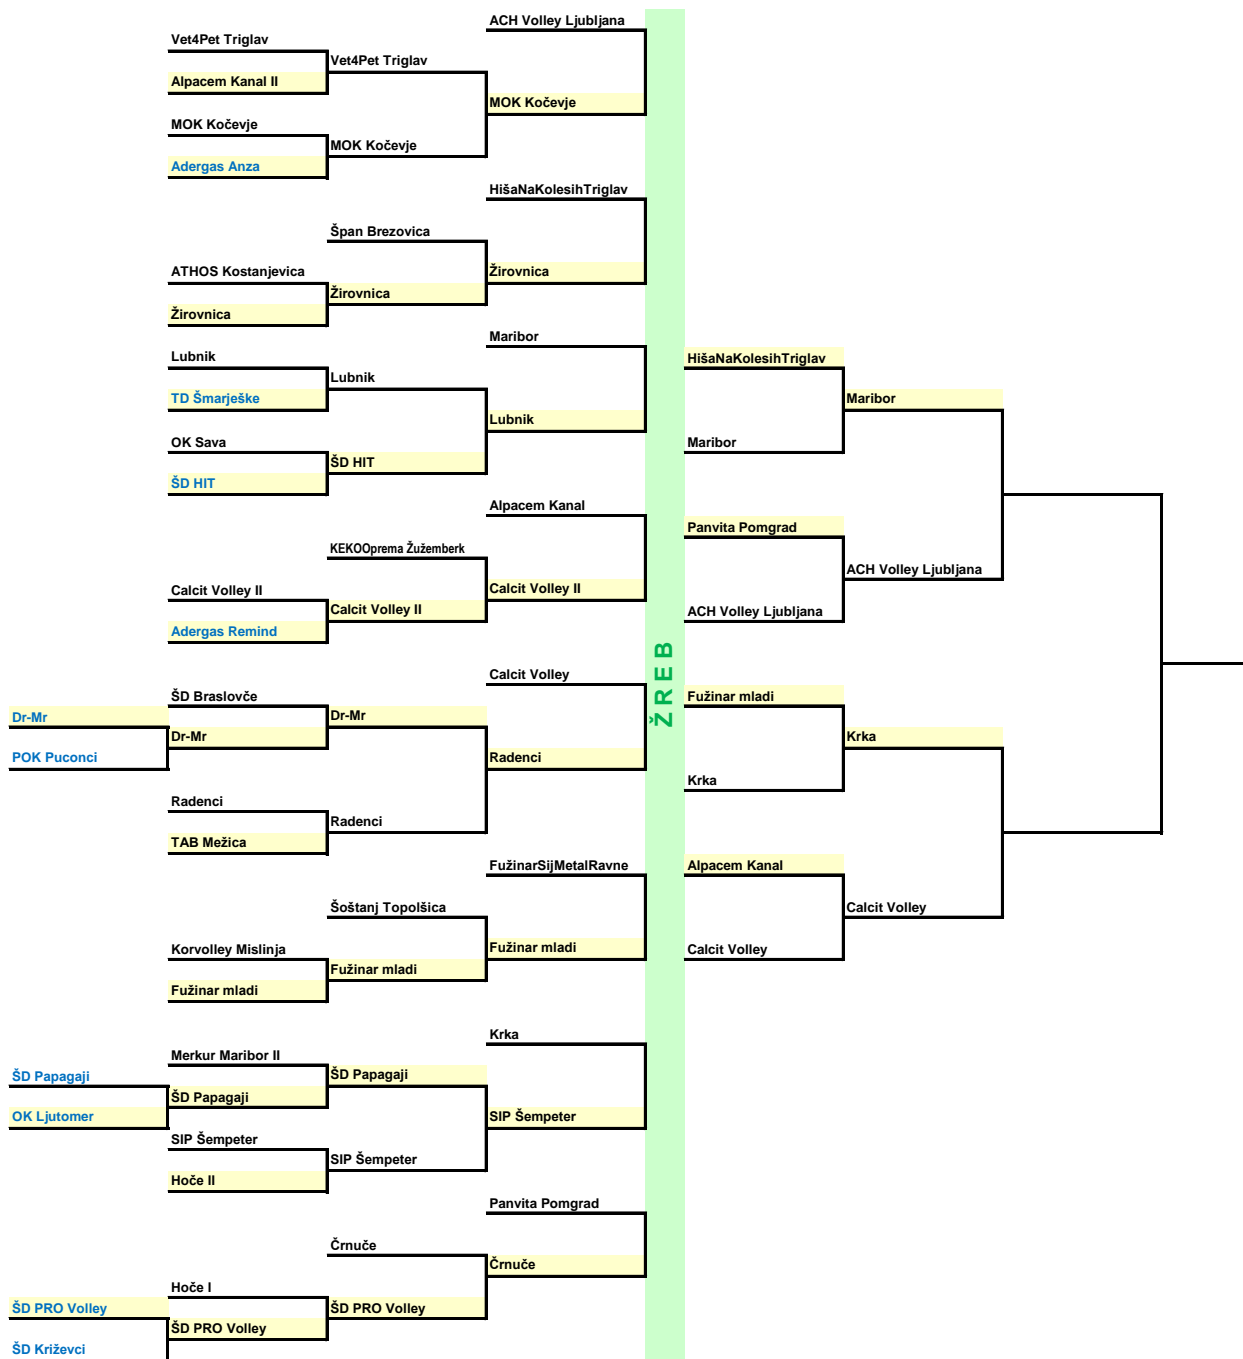 ACH Volley Ljubljana
Vet4Pet Triglav
Vet4Pet Triglav
Alpacem Kanal II
MOK Kočevje
MOK Kočevje
MOK Kočevje
Adergas Anza
HišaNaKolesihTriglav
Špan Brezovica
ATHOS Kostanjevica
Žirovnica
Žirovnica
Žirovnica
Maribor
Lubnik
HišaNaKolesihTriglav
Lubnik
TD Šmarješke
Maribor
Lubnik
OK Sava
Maribor
ŠD HIT
ŠD HIT
Alpacem Kanal
Panvita Pomgrad
KEKOOprema Žužemberk
ACH Volley Ljubljana
Calcit Volley II
Calcit Volley II
Calcit Volley II
ACH Volley Ljubljana
Adergas Remind
ŽREB
Calcit Volley
ŠD Braslovče
Fužinar mladi
Dr-Mr
Dr-Mr
Dr-Mr
Krka
POK Puconci
Radenci
Krka
Radenci
Radenci
TAB Mežica
FužinarSijMetalRavne
Alpacem Kanal
Šoštanj Topolšica
Calcit Volley
Korvolley Mislinja
Fužinar mladi
Calcit Volley
Fužinar mladi
Fužinar mladi
Krka
Merkur Maribor II
ŠD Papagaji
ŠD Papagaji
ŠD Papagaji
OK Ljutomer
SIP Šempeter
SIP Šempeter
SIP Šempeter
Hoče II
Panvita Pomgrad
Črnuče
Črnuče
Hoče I
ŠD PRO Volley
ŠD PRO Volley
ŠD PRO Volley
ŠD Križevci